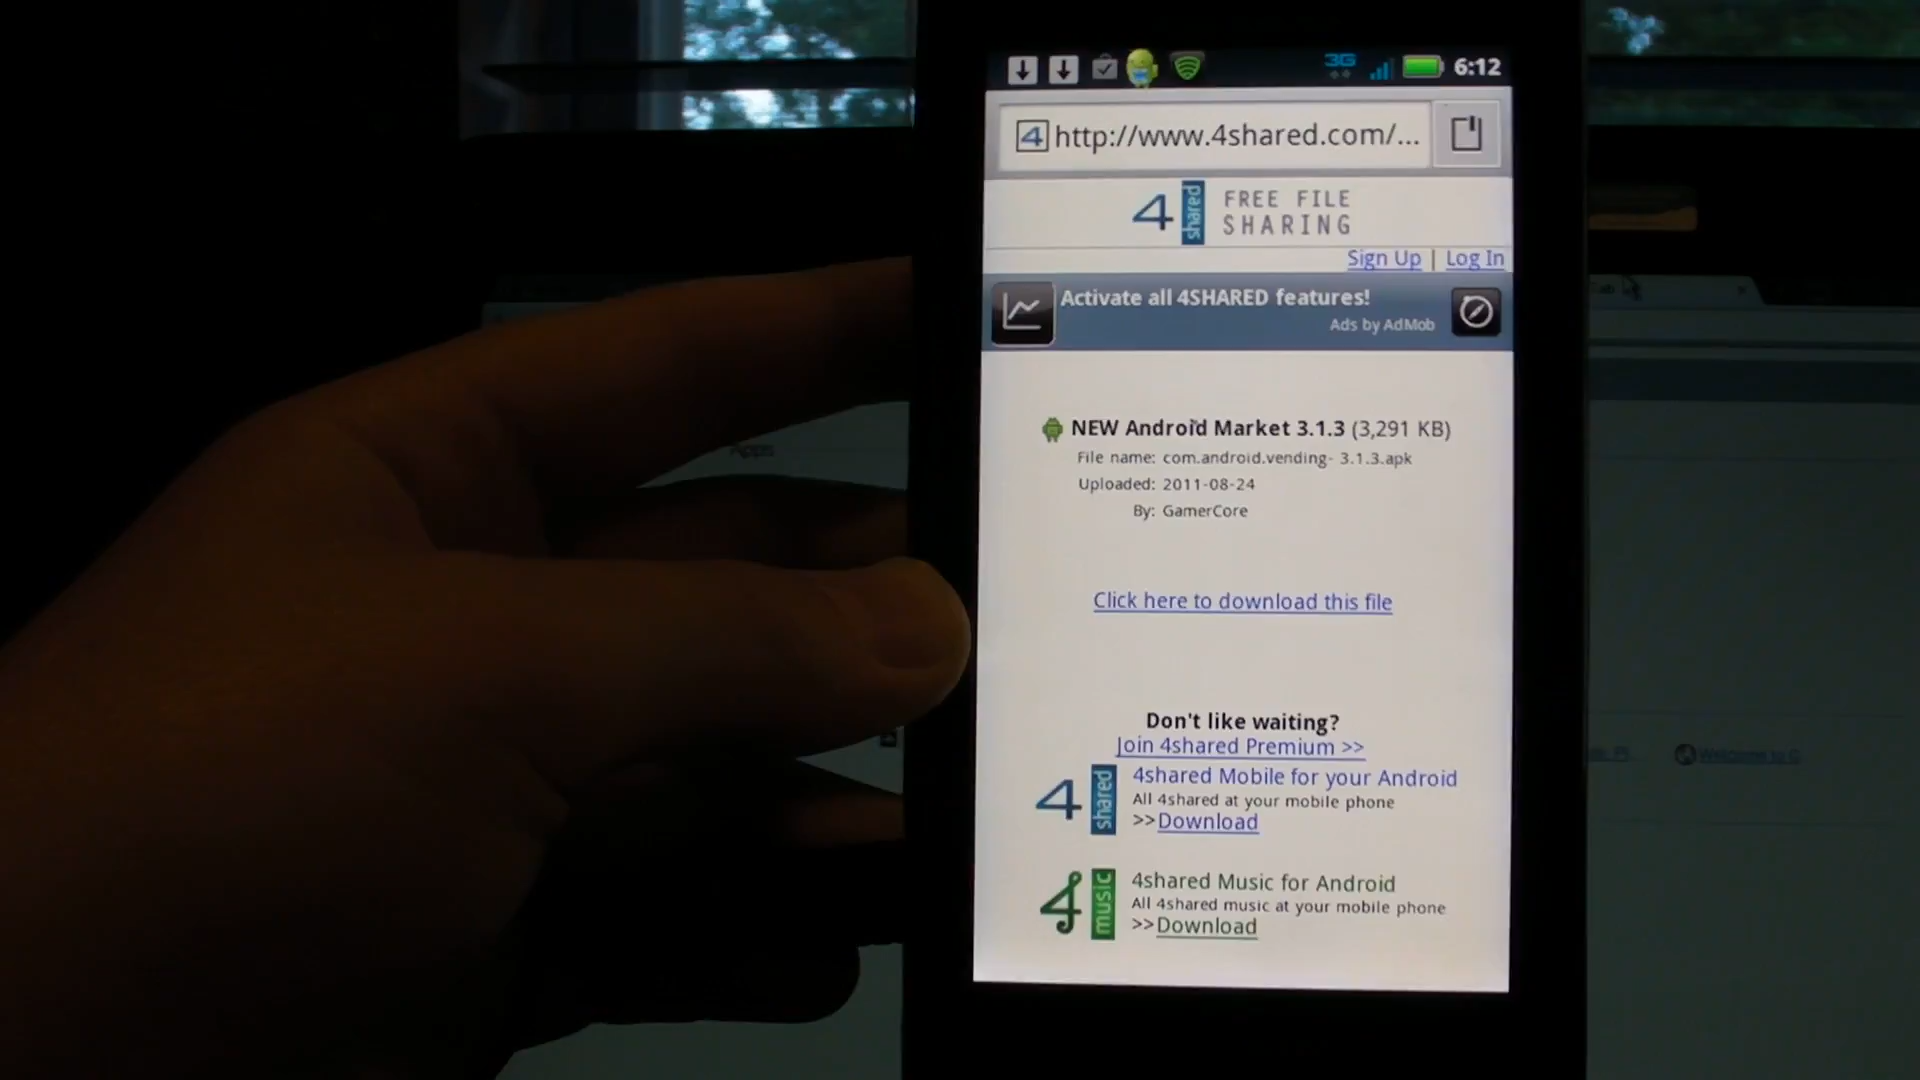 3G 6:12
4 http://www.4shared.com/...
4 shared FREE FILE
SHARING
Sign Up | Log In
Activate all 4SHARED features!
Ads by AdMob
NEW Android Market 3.1.3 (3,291 KB)
File name: com.android.vending- 3.1.3.apk
Uploaded: 2011-08-24
By: GamerCore
Click here to download this file
Don't like waiting?
Join 4shared Premium >>
4 shared
4shared Mobile for your Android
All 4shared at your mobile phone
>>Download
4 music
4shared Music for Android
All 4shared music at your mobile phone
>>Download
Apps
Welcome to G